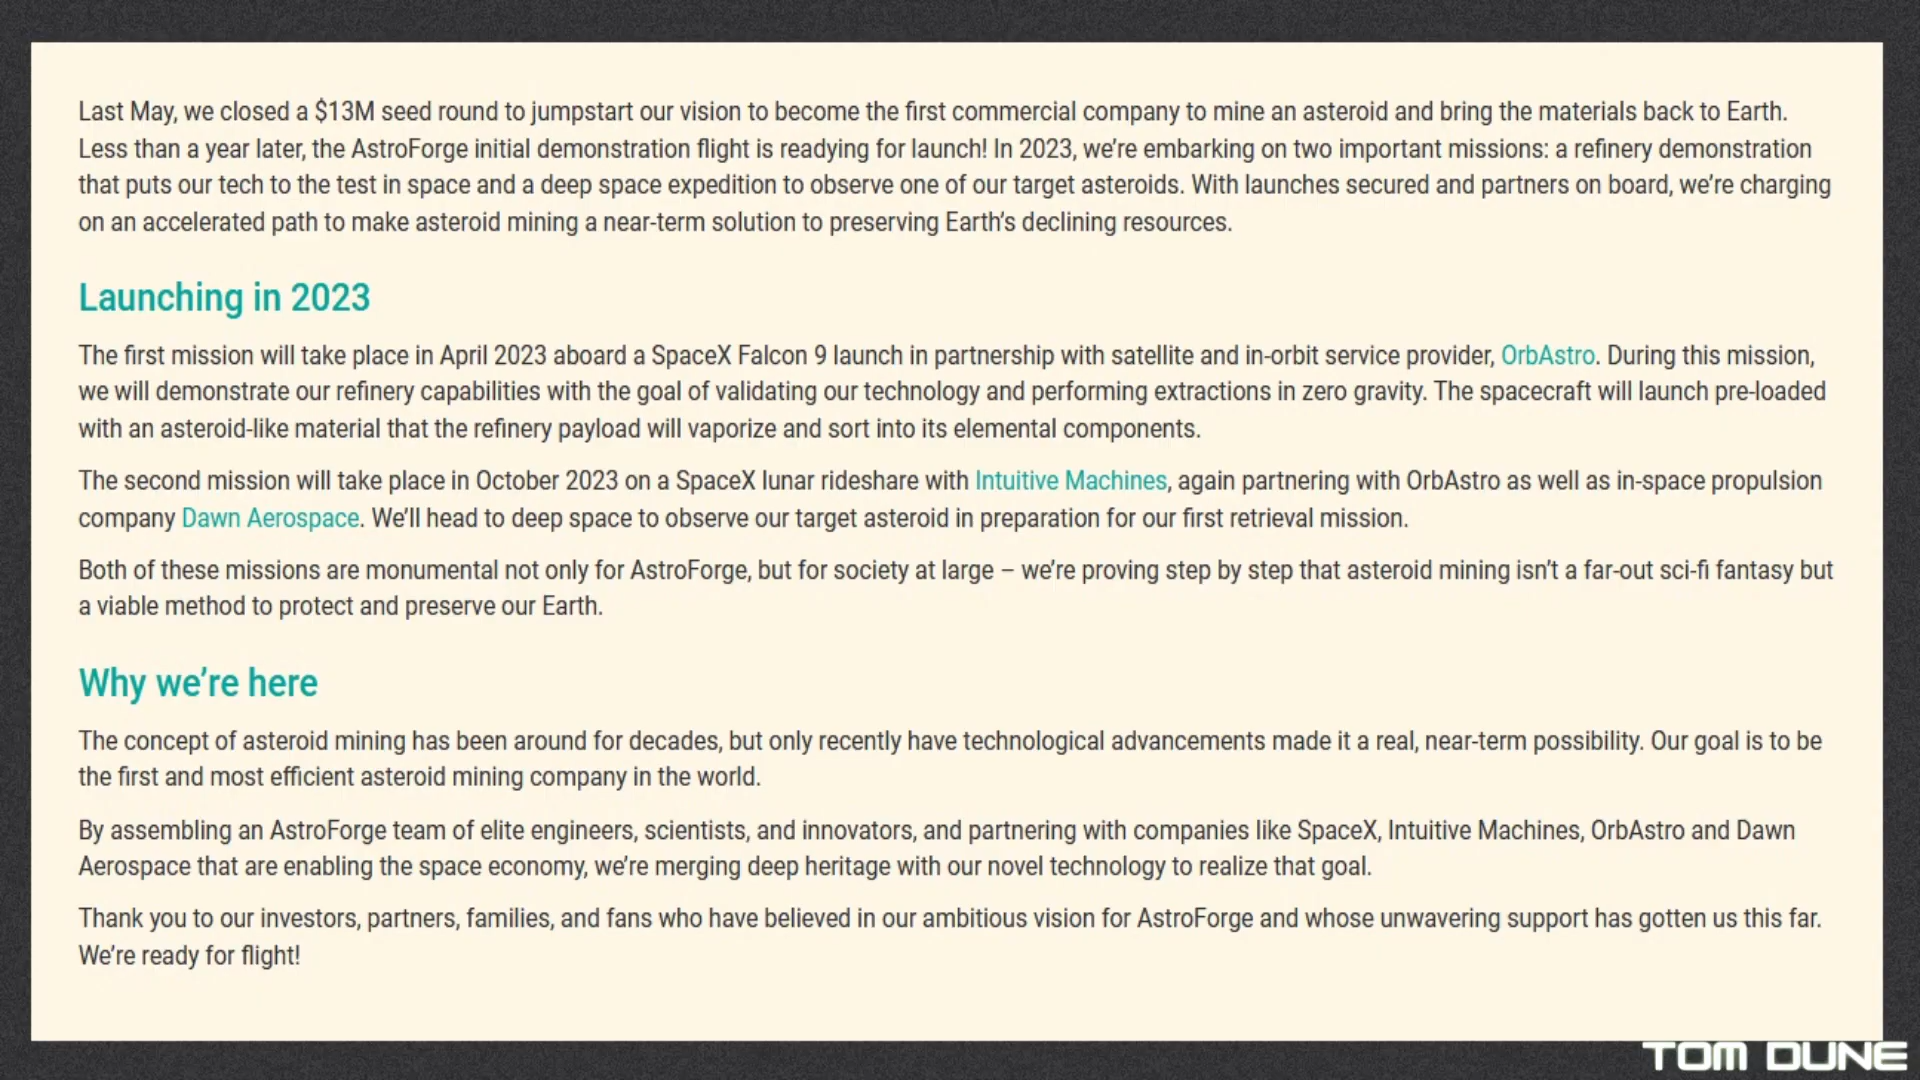 Last May, we closed a $13M seed round to jumpstart our vision to become the first commercial company to mine an asteroid and bring the materials back to Earth.
Less than a year later, the AstroForge initial demonstration flight is readying for launch! In 2023, we’re embarking on two important missions: a refinery demonstration
that puts our tech to the test in space and a deep space expedition to observe one of our target asteroids. With launches secured and partners on board, we’re charging
on an accelerated path to make asteroid mining a near-term solution to preserving Earth’s declining resources.
Launching in 2023
The first mission will take place in April 2023 aboard a SpaceX Falcon 9 launch in partnership with satellite and in-orbit service provider, OrbAstro. During this mission,
we will demonstrate our refinery capabilities with the goal of validating our technology and performing extractions in zero gravity. The spacecraft will launch pre-loaded
with an asteroid-like material that the refinery payload will vaporize and sort into its elemental components.
The second mission will take place in October 2023 on a SpaceX lunar rideshare with Intuitive Machines, again partnering with OrbAstro as well as in-space propulsion
company Dawn Aerospace. We’ll head to deep space to observe our target asteroid in preparation for our first retrieval mission.
Both of these missions are monumental not only for AstroForge, but for society at large – we’re proving step by step that asteroid mining isn’t a far-out sci-fi fantasy but
a viable method to protect and preserve our Earth.
Why we’re here
The concept of asteroid mining has been around for decades, but only recently have technological advancements made it a real, near-term possibility. Our goal is to be
the first and most efficient asteroid mining company in the world.
By assembling an AstroForge team of elite engineers, scientists, and innovators, and partnering with companies like SpaceX, Intuitive Machines, OrbAstro and Dawn
Aerospace that are enabling the space economy, we’re merging deep heritage with our novel technology to realize that goal.
Thank you to our investors, partners, families, and fans who have believed in our ambitious vision for AstroForge and whose unwavering support has gotten us this far.
We’re ready for flight!
TOM DUNE